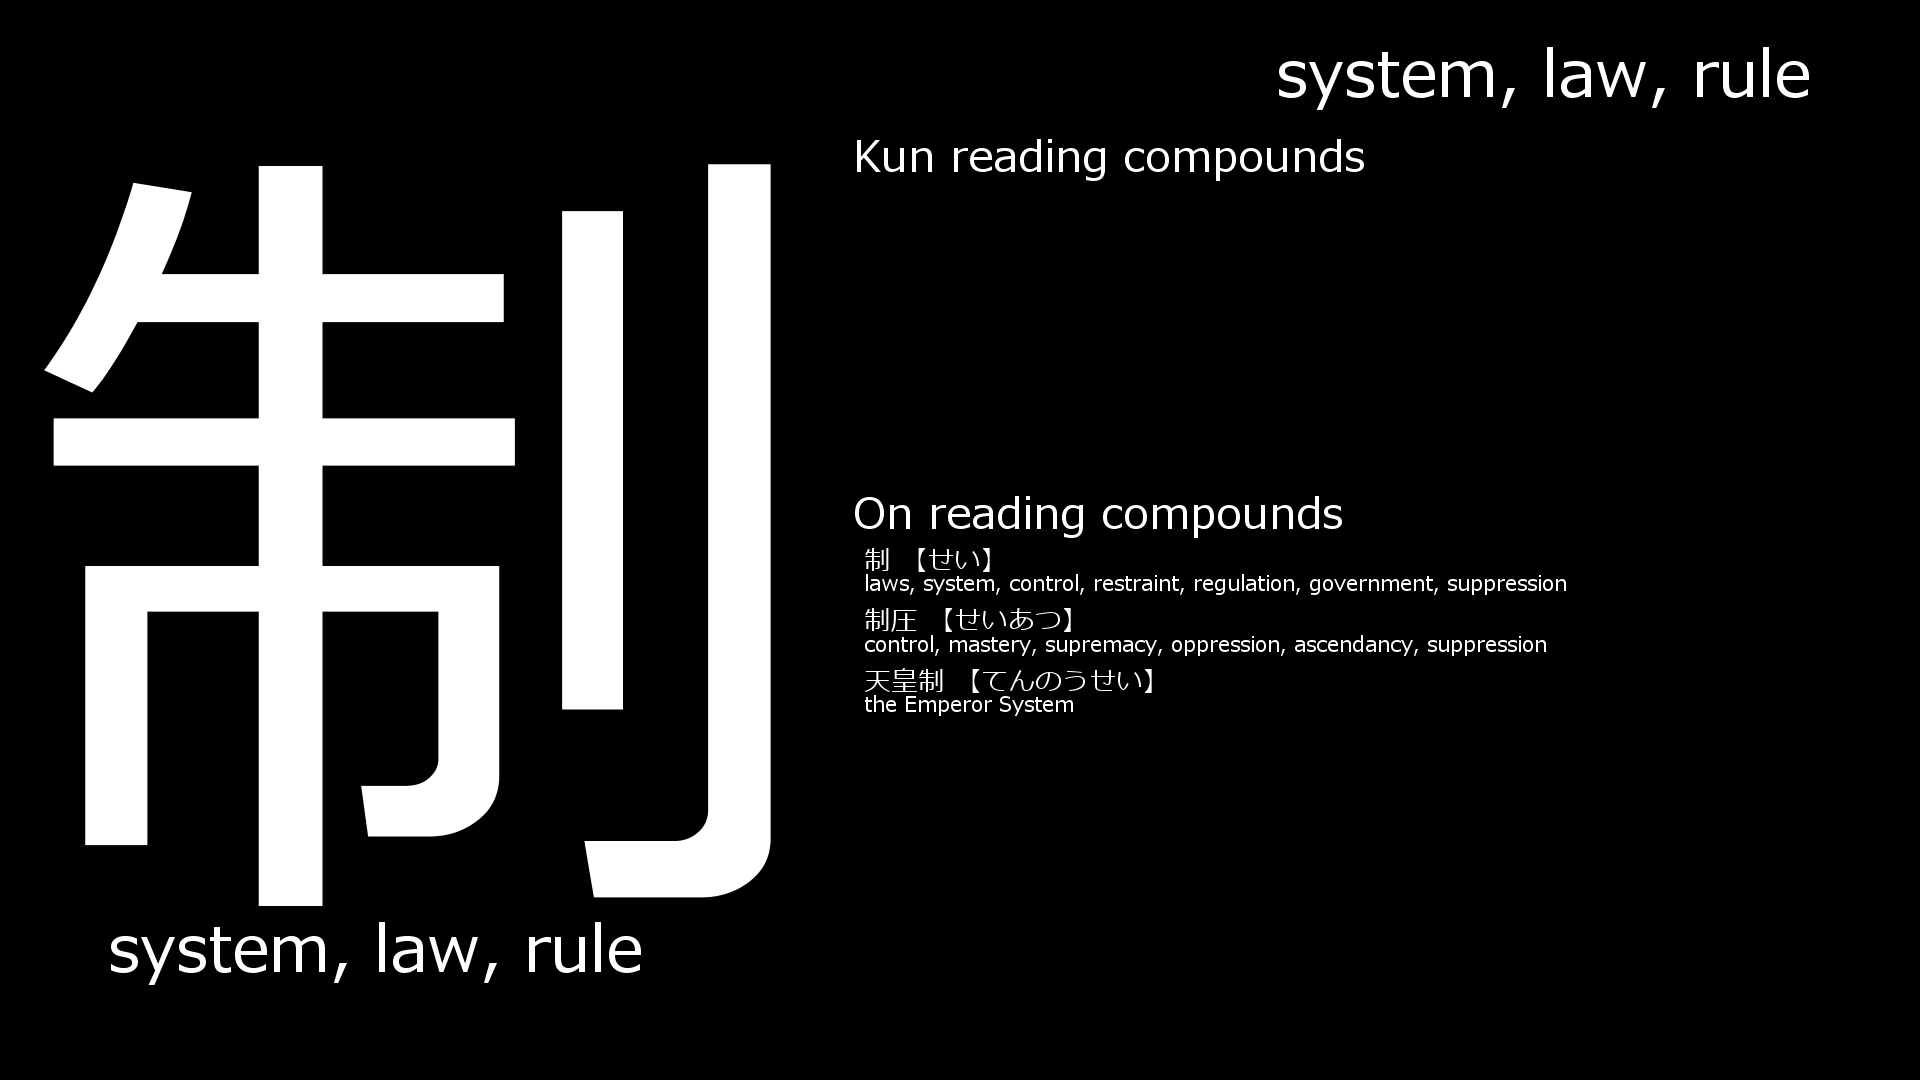 制
system, law, rule
system, law, rule
Kun reading compounds
On reading compounds
制 【せい】
laws, system, control, restraint, regulation, government, suppression
制圧 【せいあつ】
control, mastery, supremacy, oppression, ascendancy, suppression
天皇制 【てんのうせい】
the Emperor System